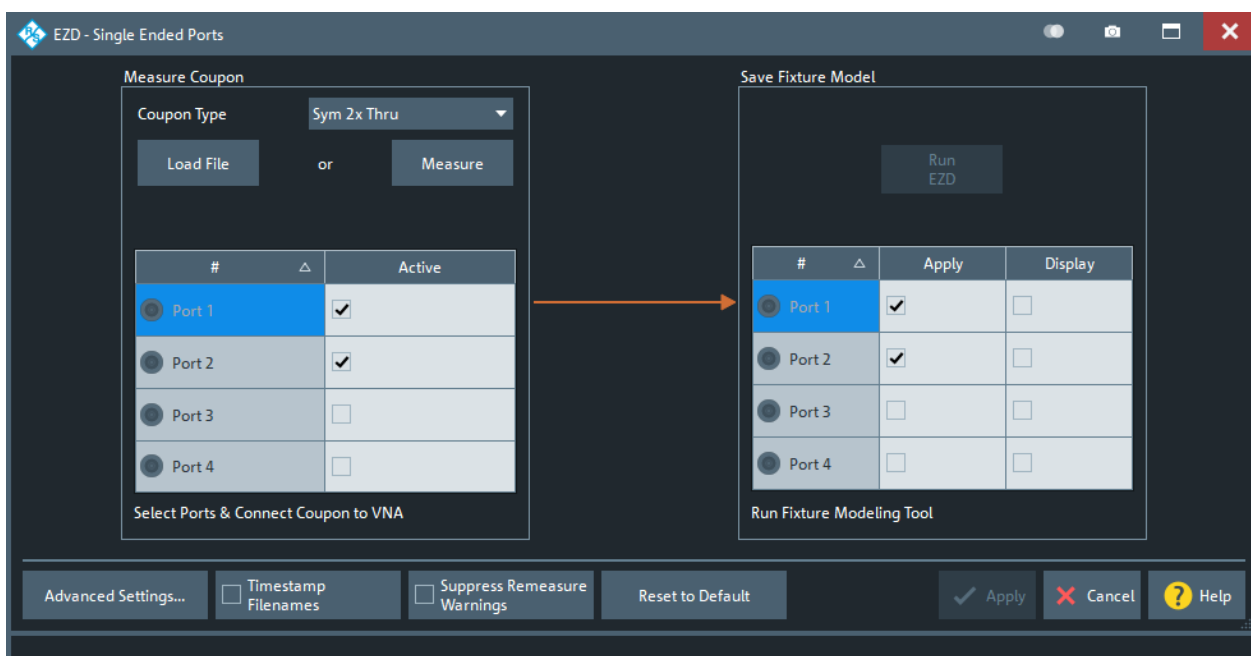 EZD - Single Ended Ports
Measure Coupon
Coupon Type Sym 2x Thru
Load File or Measure
# Active
Port 1
Port 2
Port 3
Port 4
Select Ports & Connect Coupon to VNA
Save Fixture Model
Run
EZD
# Apply Display
Port 1
Port 2
Port 3
Port 4
Run Fixture Modeling Tool
Advanced Settings...
Timestamp
Filenames
Suppress Remeasure
Warnings
Reset to Default
Apply
Cancel
? Help